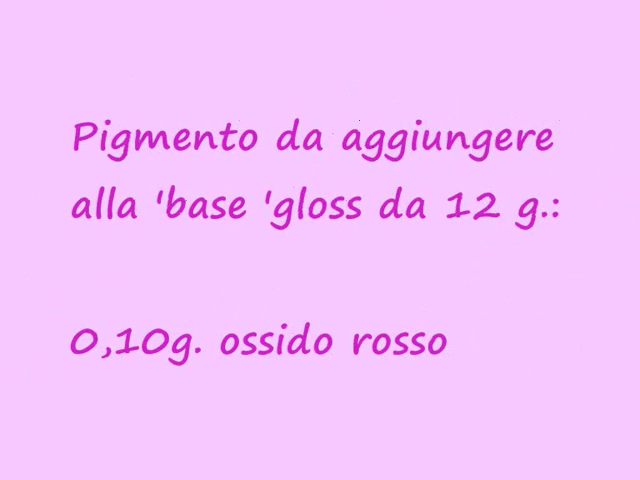 Pigmento da aggiungere
alla 'base 'gloss da 12 g.:
0,10g. ossido rosso